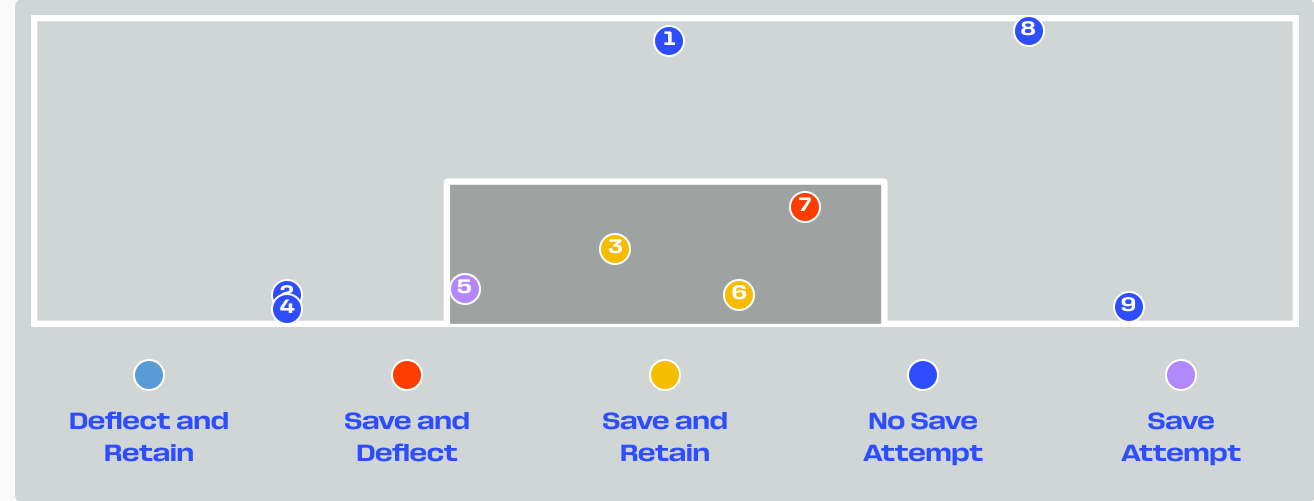 8
1
7
3
5
6
2
4
9
Deflect and
Retain
Save and
Deflect
Save and
Retain
No Save
Attempt
Save
Attempt